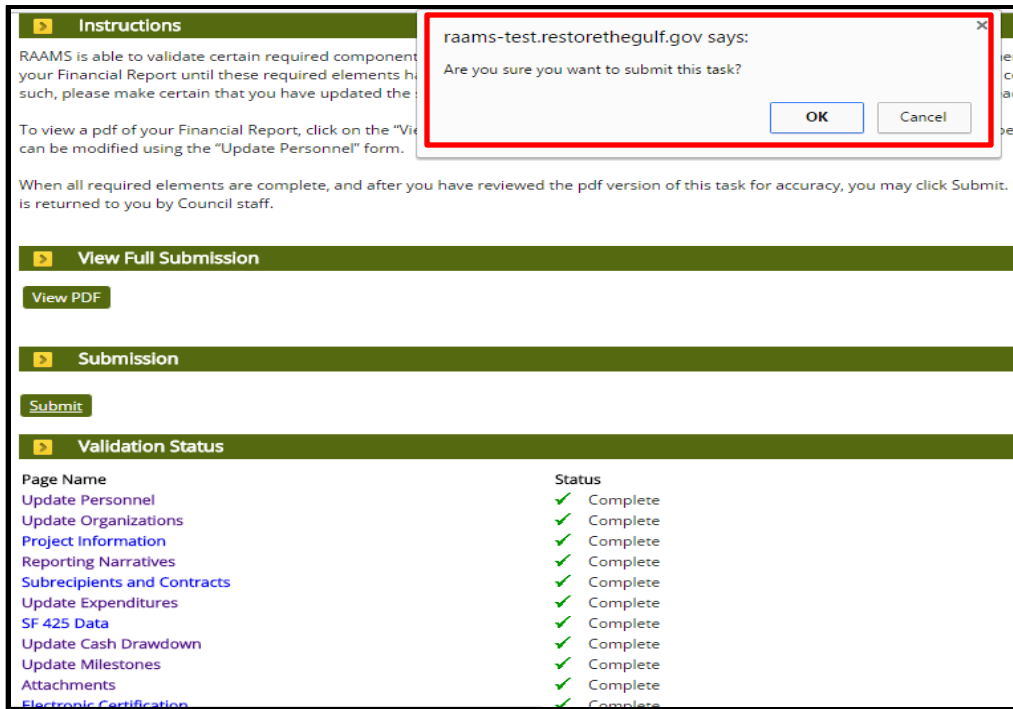 Instructions
RAAMS is able to validate certain required component
your Financial Report until these required elements
such, please make certain that you have updated the
To view a pdf of your Financial Report, click on the
can be modified using the “Update Personnel” form.
When all required elements are complete, and after you have reviewed the pdf version of this task for accuracy, you may click Submit.
is returned to you by Council staff.
raams-test.restorethegulf.gov says:
Are you sure you want to submit this task?
OK
Cancel
View Full Submission
View PDF
Submission
Submit
Validation Status
Page Name Status
Update Personnel Complete
Update Organizations Complete
Project Information Complete
Reporting Narratives Complete
Subrecipients and Contracts Complete
Update Expenditures Complete
SF 425 Data Complete
Update Cash Drawdown Complete
Update Milestones Complete
Attachments Complete
Electronic Certification Complete